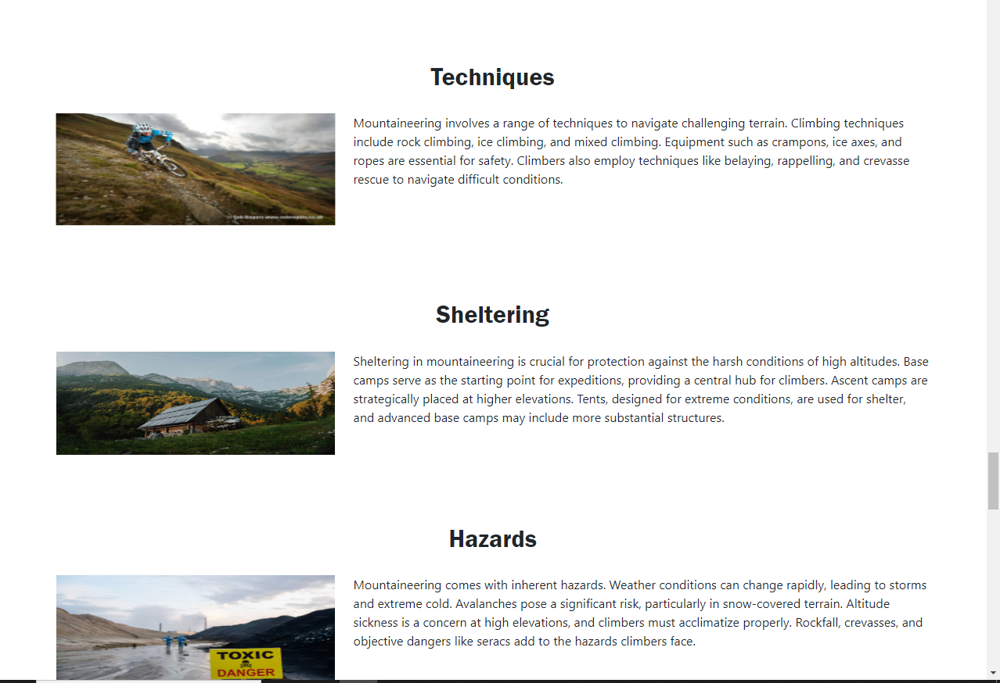 Techniques
Mountaineering involves a range of techniques to navigate challenging terrain. Climbing techniques
include rock climbing, ice climbing, and mixed climbing. Equipment such as crampons, ice axes, and
ropes are essential for safety. Climbers also employ techniques like belaying, rappelling, and crevasse
rescue to navigate difficult conditions.
Sheltering
Sheltering in mountaineering is crucial for protection against the harsh conditions of high altitudes. Base
camps serve as the starting point for expeditions, providing a central hub for climbers. Ascent camps are
strategically placed at higher elevations. Tents, designed for extreme conditions, are used for shelter,
and advanced base camps may include more substantial structures.
Hazards
Mountaineering comes with inherent hazards. Weather conditions can change rapidly, leading to storms
and extreme cold. Avalanches pose a significant risk, particularly in snow-covered terrain. Altitude
sickness is a concern at high elevations, and climbers must acclimatize properly. Rockfall, crevasses, and
objective dangers like seracs add to the hazards climbers face.
TOXIC
DANGER